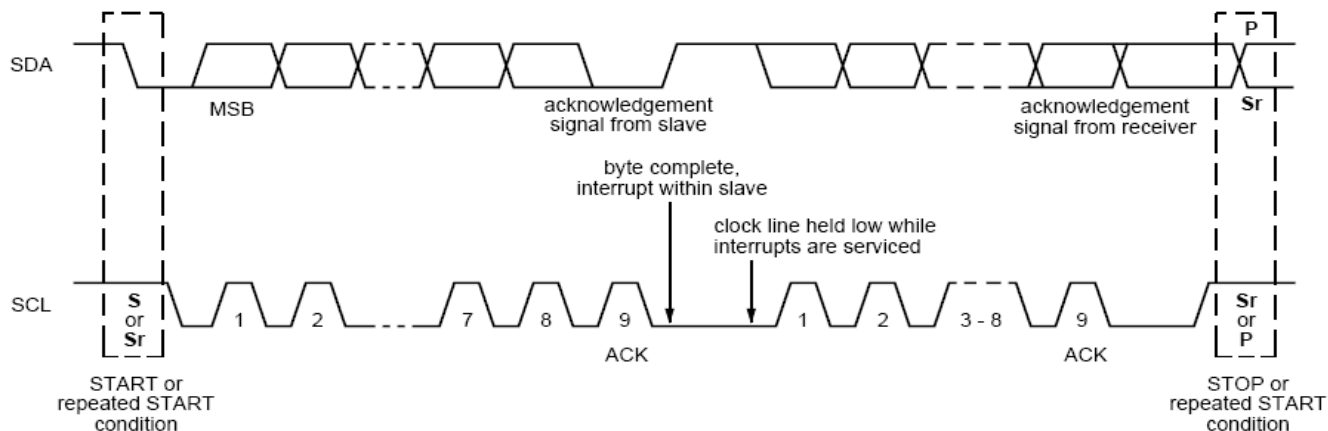 P
SDA
MSB
acknowledgement
signal from slave
acknowledgement
signal from receiver
Sr
byte complete,
interrupt within slave
clock line held low while
interrupts are serviced
SCL
S
or
Sr
1
2
7
8
9
1
2
3 - 8
9
Sr
or
P
ACK
ACK
START or
repeated START
condition
STOP or
repeated START
condition